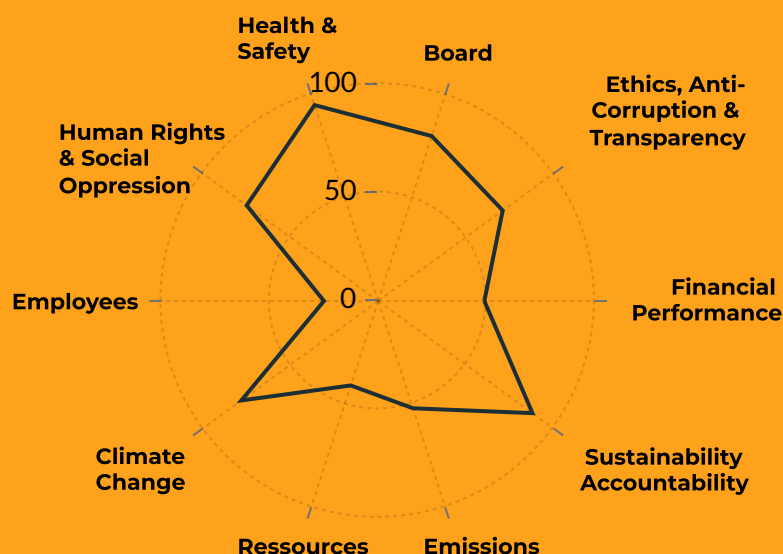 Health &
Safety
Board
100
Ethics, Anti-
Corruption &
Transparency
Human Rights
& Social
Oppression
50
Employees
0
Financial
Performance
Climate
Change
Sustainability
Accountability
Ressources
Emissions